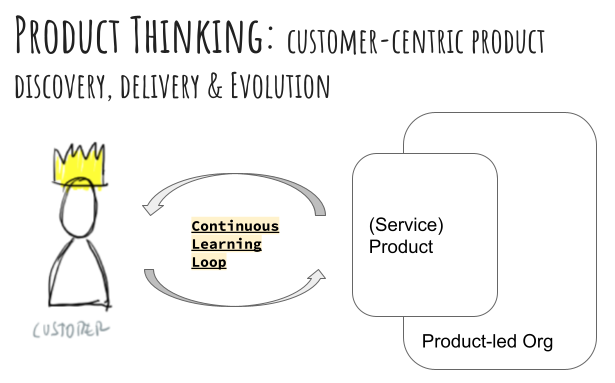 Product Thinking: customer-centric product
discovery, delivery & Evolution
Continuous
Learning
Loop
(Service)
Product
CUSTOMER
Product-led Org